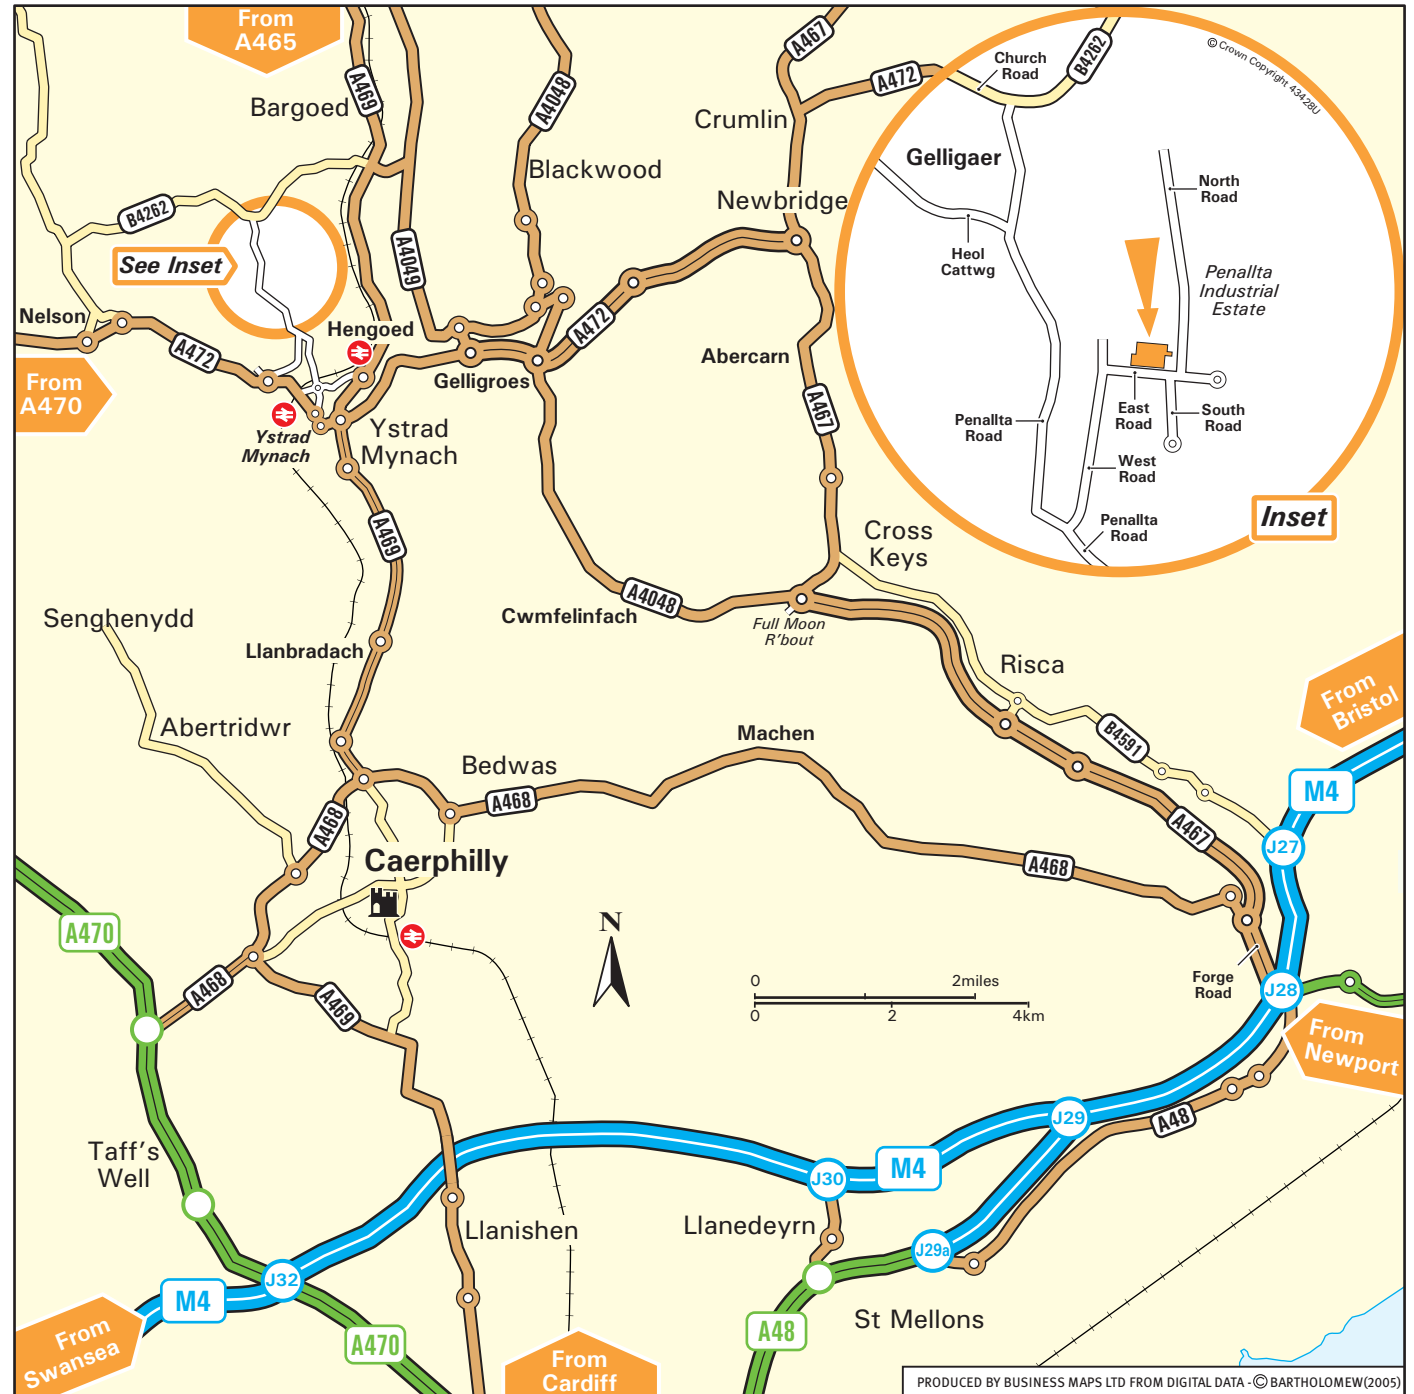 From
A465
Bargoed
A469
A4048
A467
A472
Church
Road
B4262
© Crown Copyright 43428U
Crumlin
Blackwood
Gelligaer
Newbridge
North
Road
B4262
See Inset
A4049
Heol
Cattwg
Penallta
Industrial
Estate
Nelson
Hengoed
A472
A472
Abercarn
From
A470
Gelligroes
A467
East
Road
South
Road
Penallta
Road
Ystrad
Mynach
Ystrad
Mynach
West
Road
Inset
Penallta
Road
A469
Cross
Keys
Senghenydd
A4048
Cwmfelinfach
Full Moon
R'bout
Llanbradach
Risca
From
Bristol
Abertridwr
Machen
B4591
Bedwas
A468
M4
A468
A467
J27
Caerphilly
A468
A470
N
A468
0
2miles
0
2
4km
Forge
Road
J28
A469
From
Newport
J29
A48
Taff's
Well
M4
J30
Llanishen
Llanedeyrn
J29a
J32
M4
St Mellons
A48
A470
From
Swansea
From
Cardiff
PRODUCED BY BUSINESS MAPS LTD FROM DIGITAL DATA - © BARTHOLOMEW(2005)